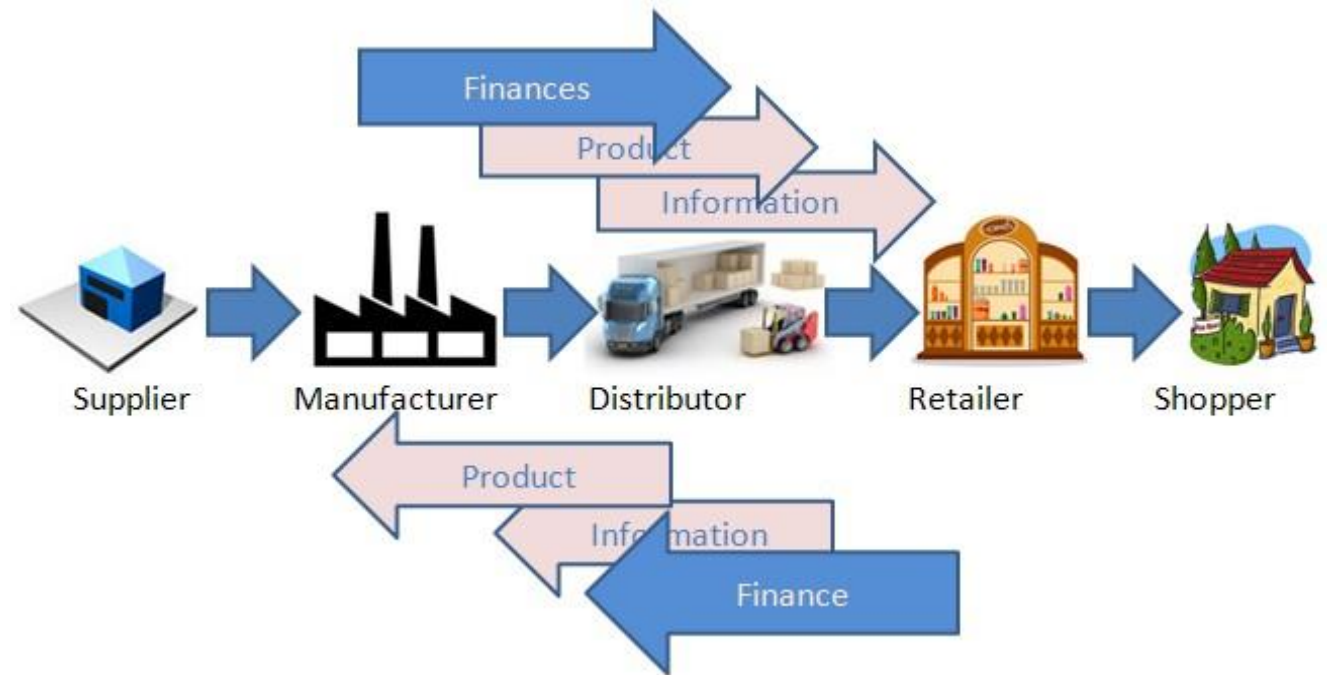 Finances
Product
Information
Supplier
Manufacturer
Distributor
Retailer
Shopper
Product
Information
Finance